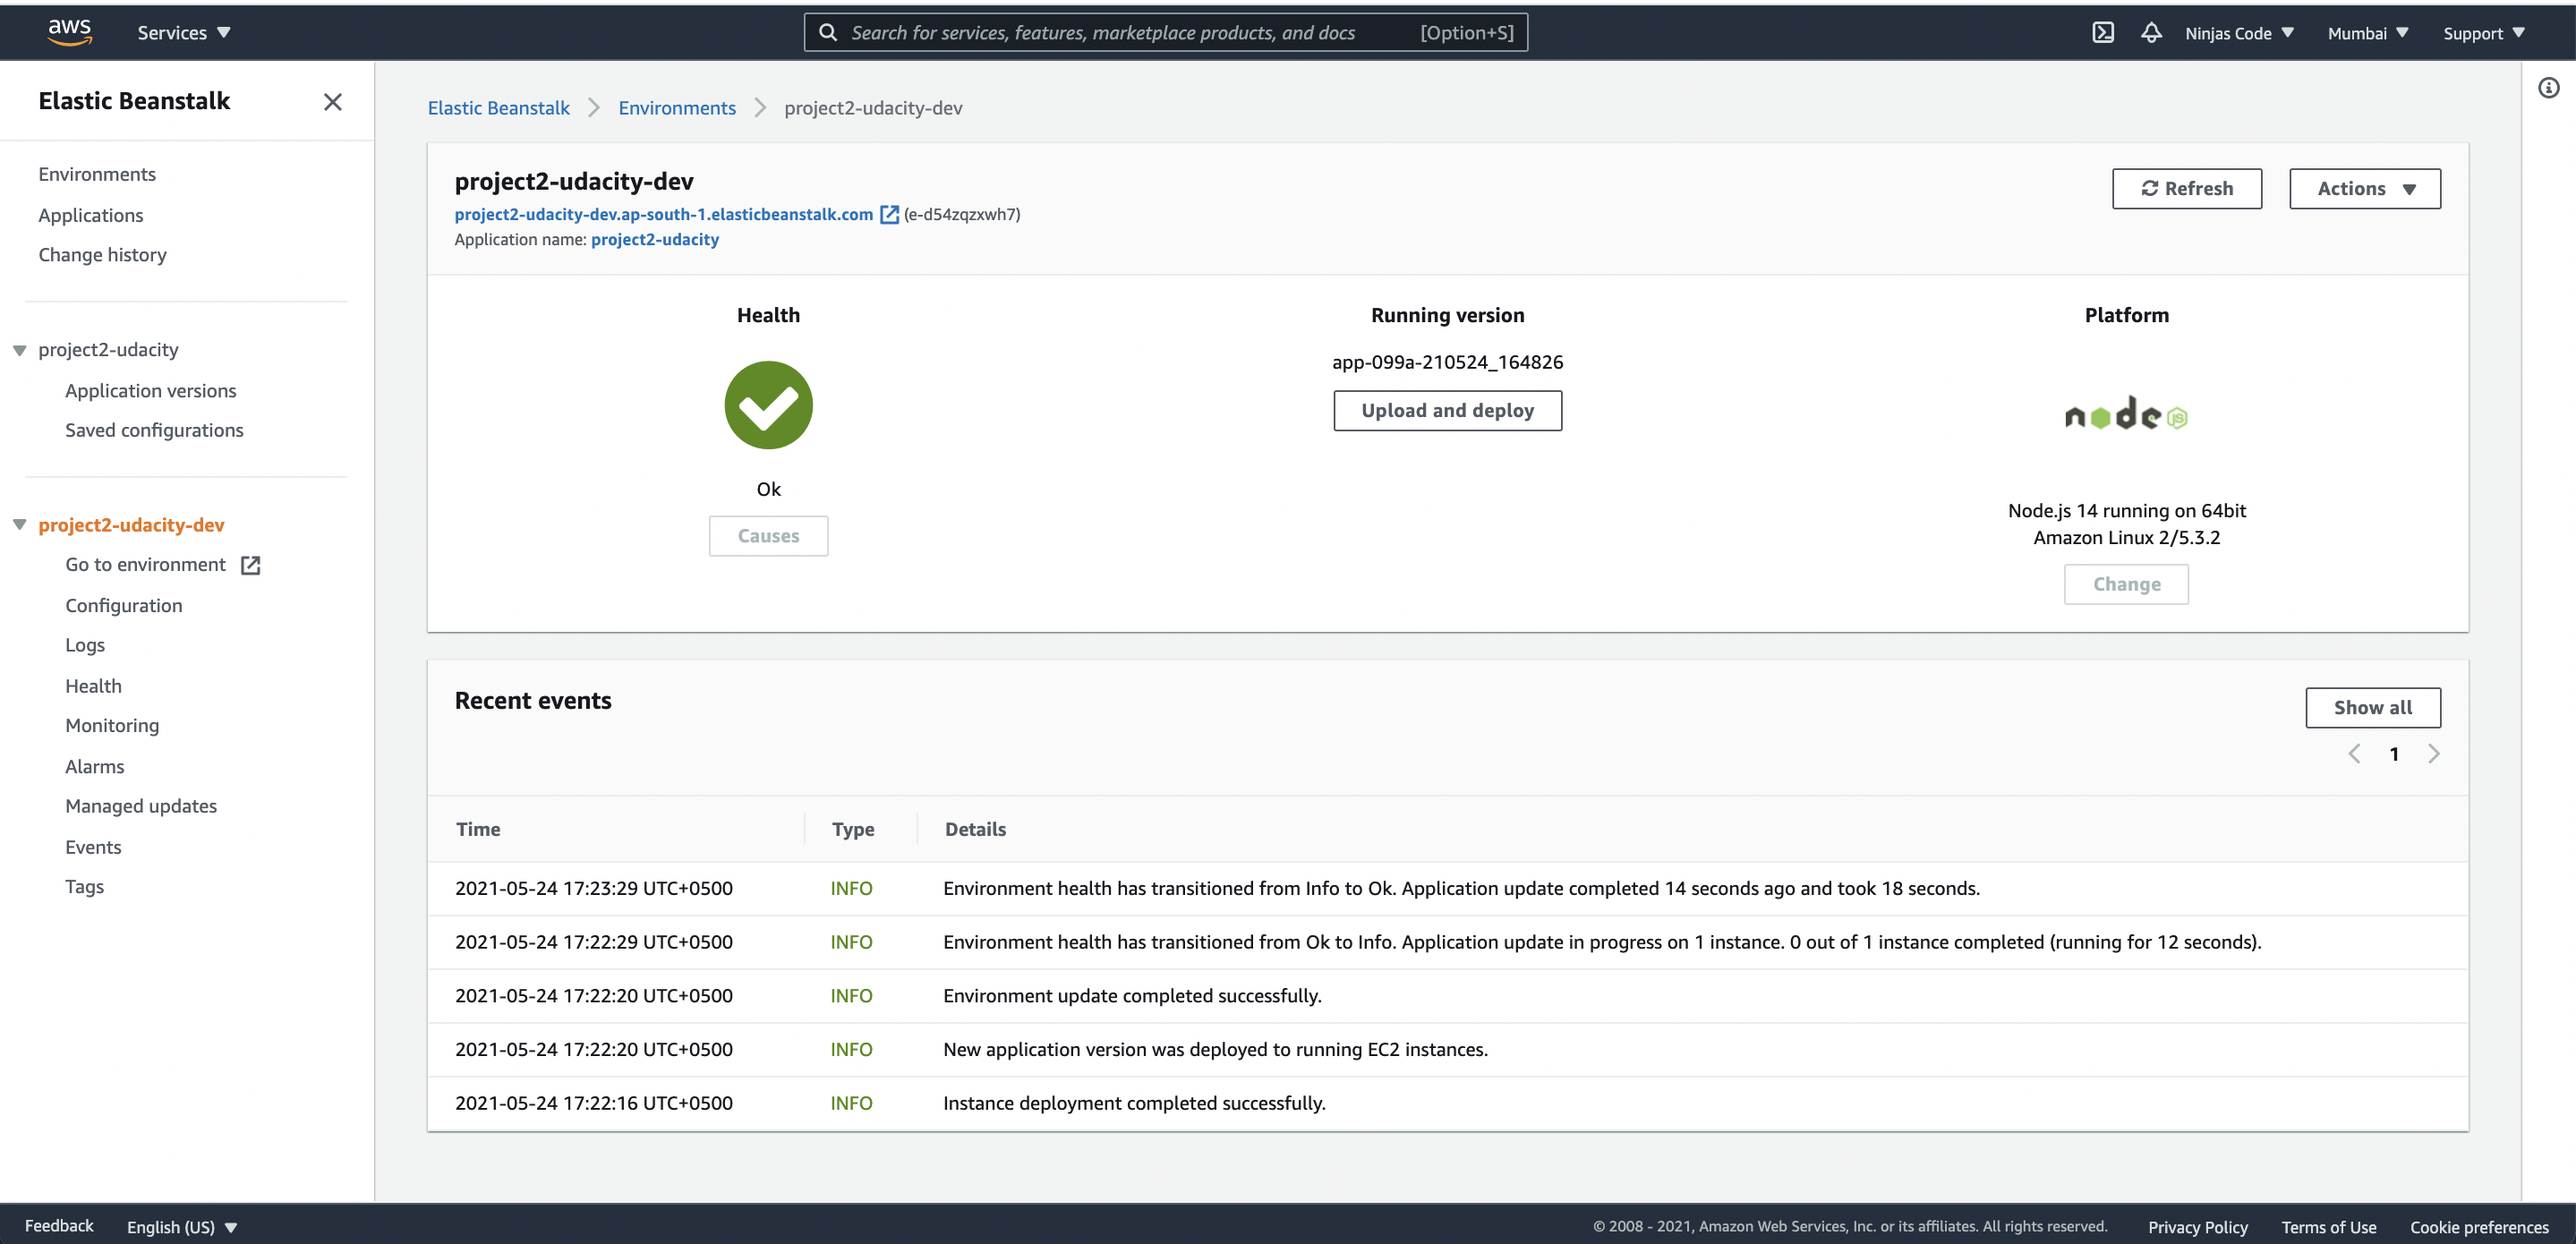 aws Services Search for services, features, marketplace products, and docs [Option+S] Ninjas Code Mumbai Support
Elastic Beanstalk
Environments
Applications
Change history
project2-udacity
Application versions
Saved configurations
project2-udacity-dev
Go to environment
Configuration
Logs
Health
Monitoring
Alarms
Managed updates
Events
Tags
Elastic Beanstalk Environments project2-udacity-dev
project2-udacity-dev
Refresh Actions
project2-udacity-dev.ap-south-1.elasticbeanstalk.com (e-d54zqzxwh7)
Application name: project2-udacity
Health
Ok
Causes
Running version
app-099a-210524_164826
Upload and deploy
Platform
node JS
Node.js 14 running on 64bit
Amazon Linux 2/5.3.2
Change
Recent events
Show all
1
Time Type Details
2021-05-24 17:23:29 UTC+0500 INFO Environment health has transitioned from Info to Ok. Application update completed 14 seconds ago and took 18 seconds.
2021-05-24 17:22:29 UTC+0500 INFO Environment health has transitioned from Ok to Info. Application update in progress on 1 instance. 0 out of 1 instance completed (running for 12 seconds).
2021-05-24 17:22:20 UTC+0500 INFO Environment update completed successfully.
2021-05-24 17:22:20 UTC+0500 INFO New application version was deployed to running EC2 instances.
2021-05-24 17:22:16 UTC+0500 INFO Instance deployment completed successfully.
Feedback English (US) © 2008 - 2021, Amazon Web Services, Inc. or its affiliates. All rights reserved. Privacy Policy Terms of Use Cookie preferences